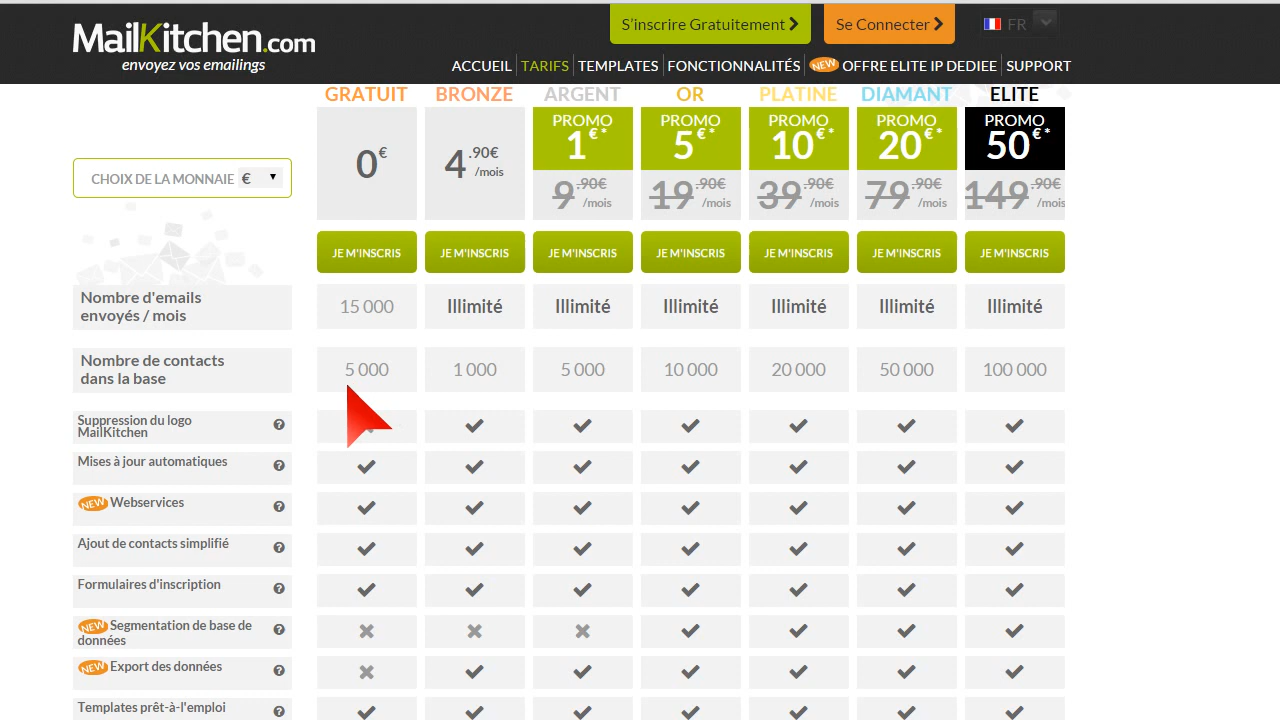 MailKitchen.com
envoyez vos emailings
S'inscrire Gratuitement
Se Connecter
FR
ACCUEIL TARIFS TEMPLATES FONCTIONNALITÉS NEW OFFRE ELITE IP DEDIEE SUPPORT
GRATUIT BRONZE ARGENT OR PLATINE DIAMANT ELITE
PROMO PROMO PROMO PROMO PROMO
0€ 4.90€ /mois 1€* 5€* 10€* 20€* 50€*
9.90€ /mois 19.90€ /mois 39.90€ /mois 79.90€ /mois 149.90€ /mois
CHOIX DE LA MONNAIE €
JE M'INSCRIS JE M'INSCRIS JE M'INSCRIS JE M'INSCRIS JE M'INSCRIS JE M'INSCRIS JE M'INSCRIS
Nombre d'emails
envoyés / mois
15 000 Illimité Illimité Illimité Illimité Illimité Illimité
Nombre de contacts
dans la base
5 000 1 000 5 000 10 000 20 000 50 000 100 000
Suppression du logo
MailKitchen
Mises à jour automatiques
NEW Webservices
Ajout de contacts simplifié
Formulaires d'inscription
NEW Segmentation de base de
données
NEW Export des données
Templates prêt-à-l'emploi